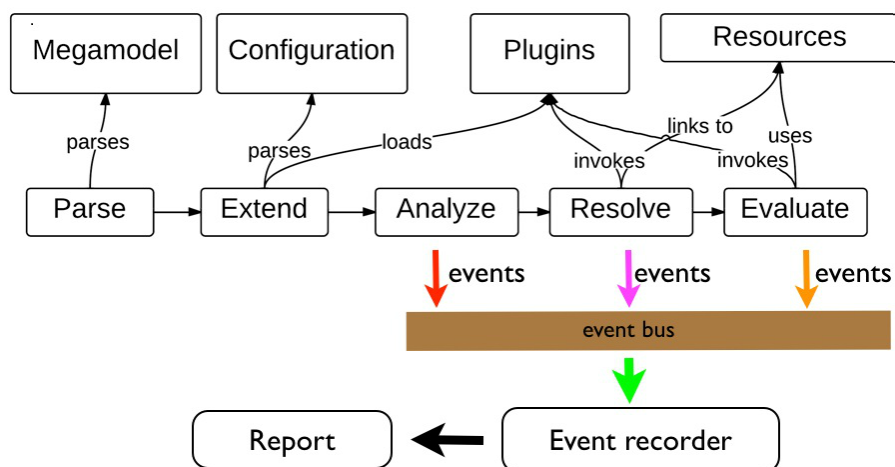 Megamodel
Configuration
Plugins
Resources
parses
parses
loads
invokes
links to
invokes
uses
Parse
Extend
Analyze
Resolve
Evaluate
events
events
events
event bus
Report
Event recorder